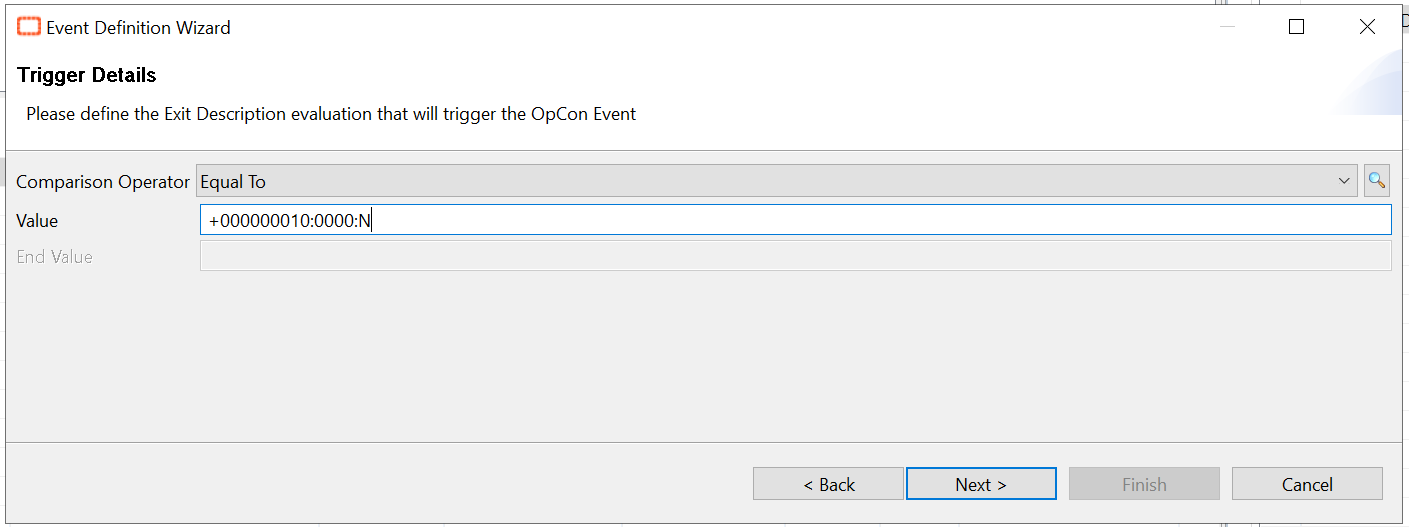 Event Definition Wizard
Trigger Details
Please define the Exit Description evaluation that will trigger the OpCon Event
Comparison Operator Equal To
Value +000000010:0000:N
End Value
< Back Next > Finish Cancel